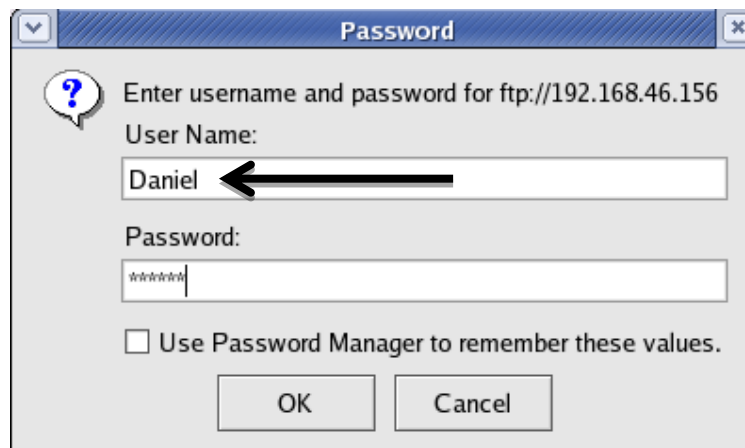 Password
Enter username and password for ftp://192.168.46.156
User Name:
Daniel
Password:
******
Use Password Manager to remember these values.
OK
Cancel